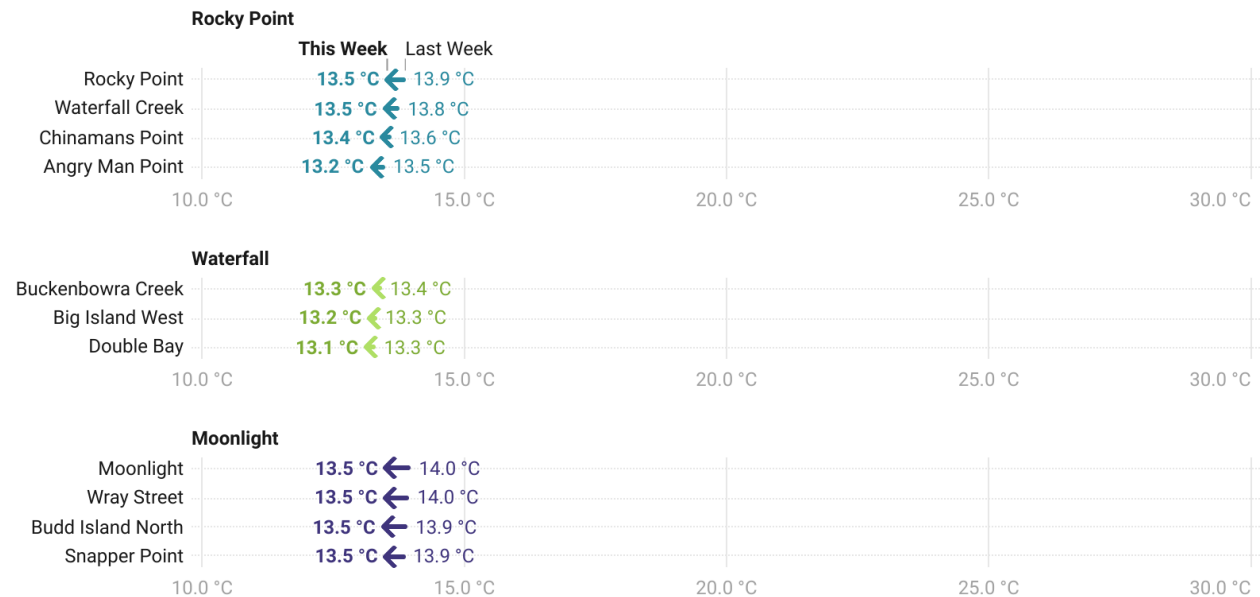 Rocky Point
This Week Last Week
Rocky Point 13.5 °C 13.9 °C
Waterfall Creek 13.5 °C 13.8 °C
Chinamans Point 13.4 °C 13.6 °C
Angry Man Point 13.2 °C 13.5 °C
10.0 °C 15.0 °C 20.0 °C 25.0 °C 30.0 °C
Waterfall
Buckenbowra Creek 13.3 °C 13.4 °C
Big Island West 13.2 °C 13.3 °C
Double Bay 13.1 °C 13.3 °C
10.0 °C 15.0 °C 20.0 °C 25.0 °C 30.0 °C
Moonlight
Moonlight 13.5 °C 14.0 °C
Wray Street 13.5 °C 14.0 °C
Budd Island North 13.5 °C 13.9 °C
Snapper Point 13.5 °C 13.9 °C
10.0 °C 15.0 °C 20.0 °C 25.0 °C 30.0 °C